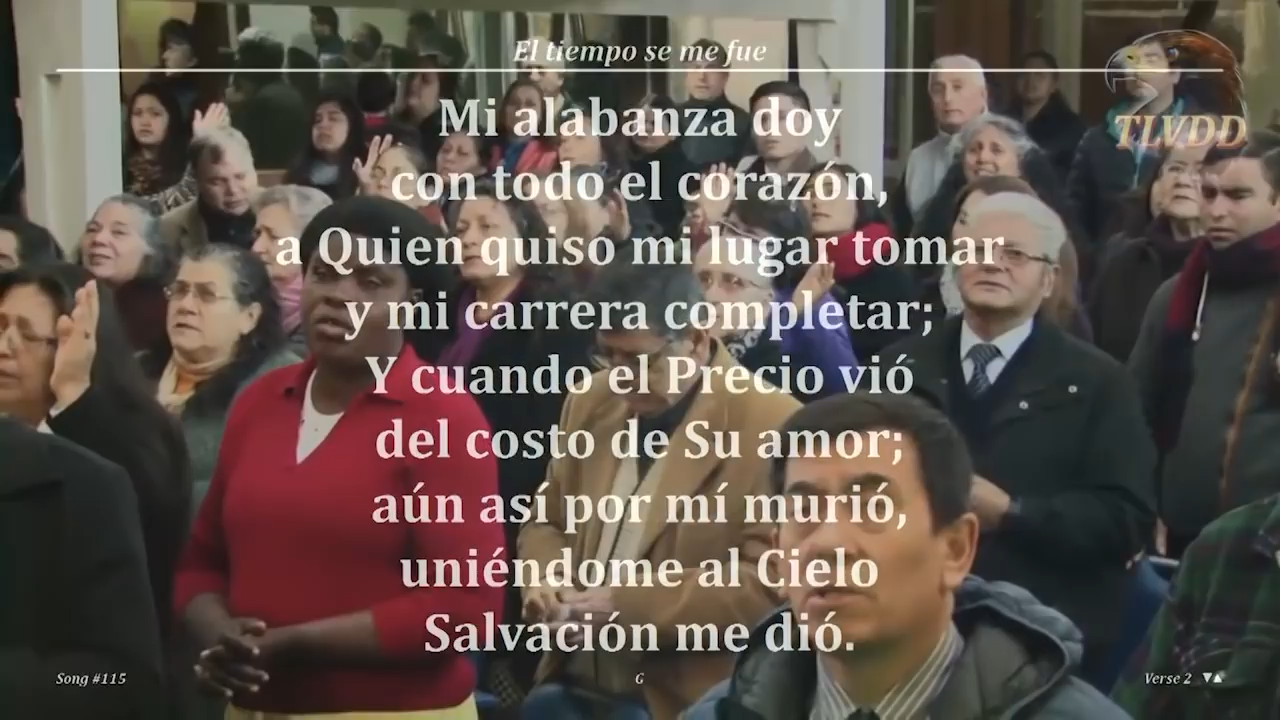 El tiempo se me fue
TLVDD
Mi alabanza doy
con todo el corazón,
a Quien quiso mi lugar tomar
y mi carrera completar;
Y cuando el Precio vió
del costo de Su amor;
aún así por mí murió,
uniéndome al Cielo
Salvación me dió.
Song #115
G
Verse 2 ▼▲